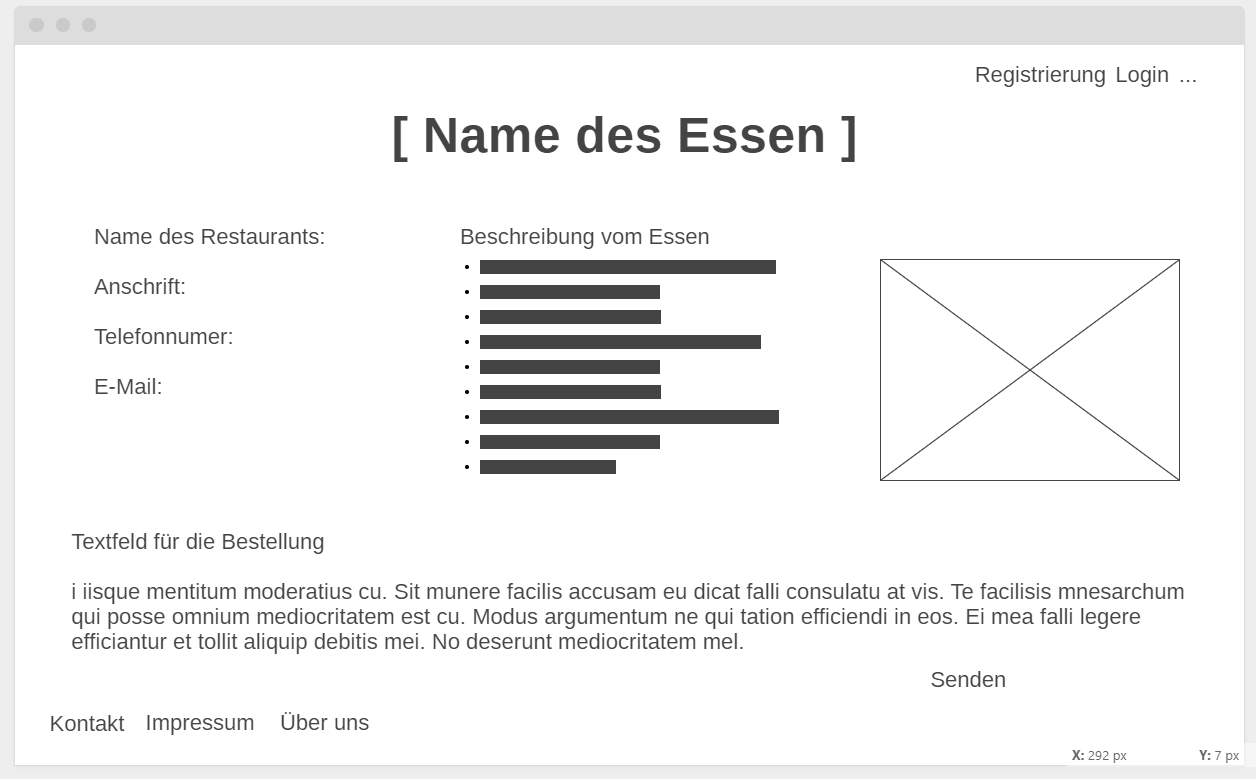 Registrierung Login ...
[ Name des Essen ]
Name des Restaurants:
Anschrift:
Telefonnumer:
E-Mail:
Beschreibung vom Essen
Textfeld für die Bestellung
i iisque mentitum moderatius cu. Sit munere facilis accusam eu dicat falli consulatu at vis. Te facilisis mnesarchum
qui posse omnium mediocritatem est cu. Modus argumentum ne qui tation efficiendi in eos. Ei mea falli legere
efficiantur et tollit aliquip debitis mei. No deserunt mediocritatem mel.
Senden
Kontakt Impressum Über uns
X: 292 px Y: 7 px